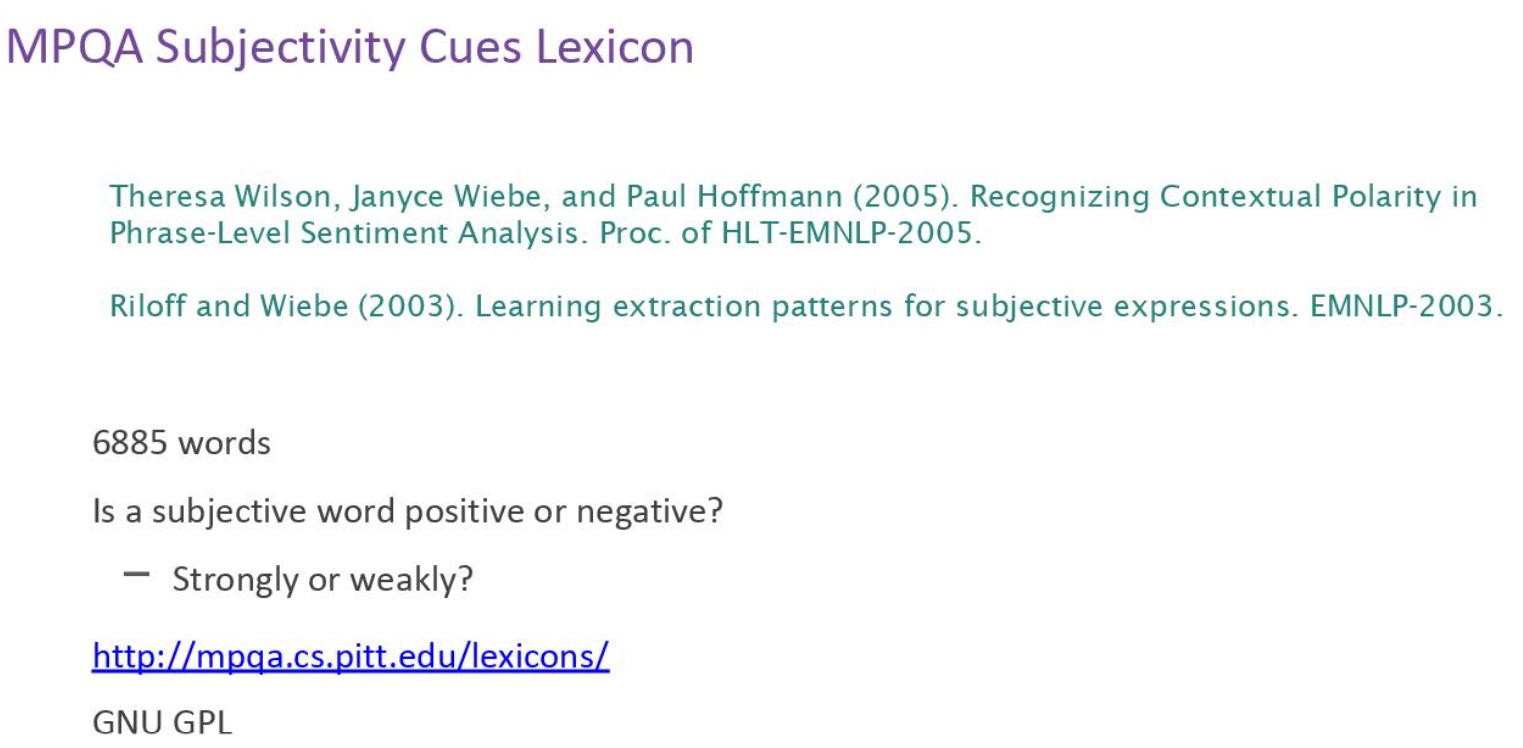 MPQA Subjectivity Cues Lexicon
Theresa Wilson, Janyce Wiebe, and Paul Hoffmann (2005). Recognizing Contextual Polarity in
Phrase-Level Sentiment Analysis. Proc. of HLT-EMNLP-2005.
Riloff and Wiebe (2003). Learning extraction patterns for subjective expressions. EMNLP-2003.
6885 words
Is a subjective word positive or negative?
– Strongly or weakly?
http://mpqa.cs.pitt.edu/lexicons/
GNU GPL